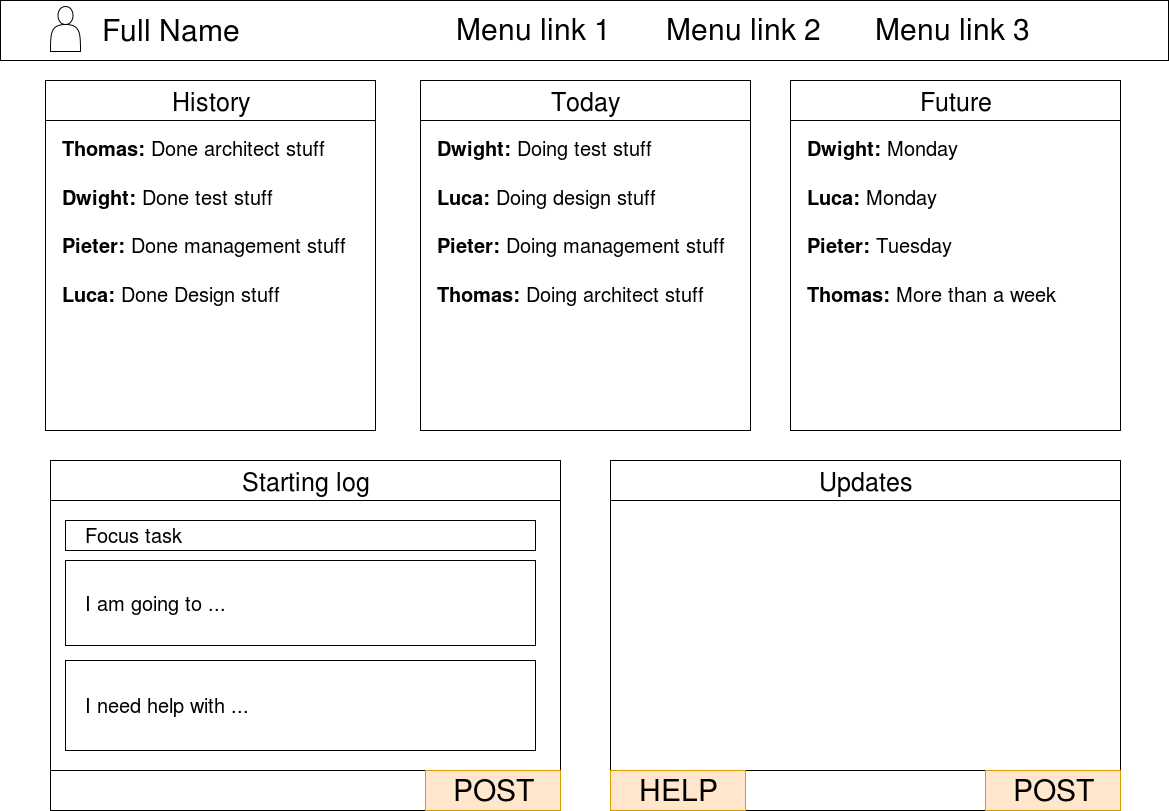 Full Name
Menu link 1
Menu link 2
Menu link 3
History
Thomas: Done architect stuff
Dwight: Done test stuff
Pieter: Done management stuff
Luca: Done Design stuff
Today
Dwight: Doing test stuff
Luca: Doing design stuff
Pieter: Doing management stuff
Thomas: Doing architect stuff
Future
Dwight: Monday
Luca: Monday
Pieter: Tuesday
Thomas: More than a week
Starting log
Focus task
I am going to ...
I need help with ...
POST
Updates
HELP
POST